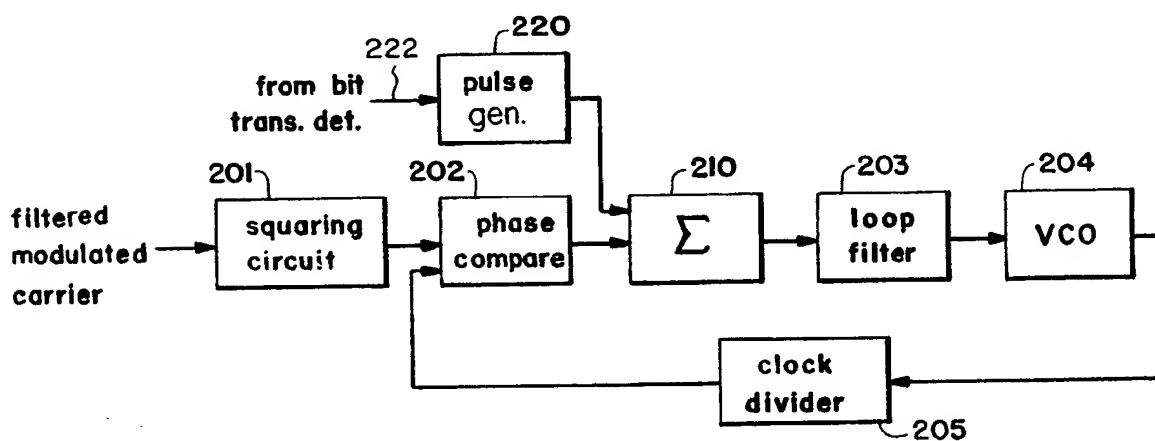 220
222
from bit
trans. det.
pulse
gen.
201
202
210
203
204
filtered
modulated
carrier
squaring
circuit
phase
compare
Σ
loop
filter
VCO
clock
divider
205